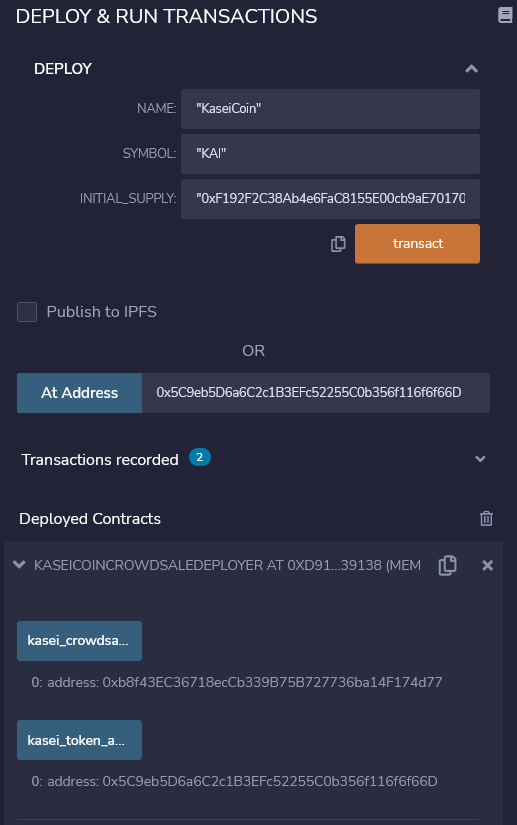 DEPLOY & RUN TRANSACTIONS
DEPLOY
NAME: "KaseiCoin"
SYMBOL: "KAI"
INITIAL_SUPPLY: "0xF192F2C38Ab4e6FaC8155E00cb9aE70170
transact
Publish to IPFS
OR
At Address 0x5C9eb5D6a6C2c1B3EFc52255C0b356f116f6f66D
Transactions recorded 2
Deployed Contracts
KASEICOINCROWDSALEDEPLOYER AT 0XD91...39138 (MEM
kasei_crowdsa...
0: address: 0xb8f43EC36718ecCb339B75B727736ba14F174d77
kasei_token_a...
0: address: 0x5C9eb5D6a6C2c1B3EFc52255C0b356f116f6f66D